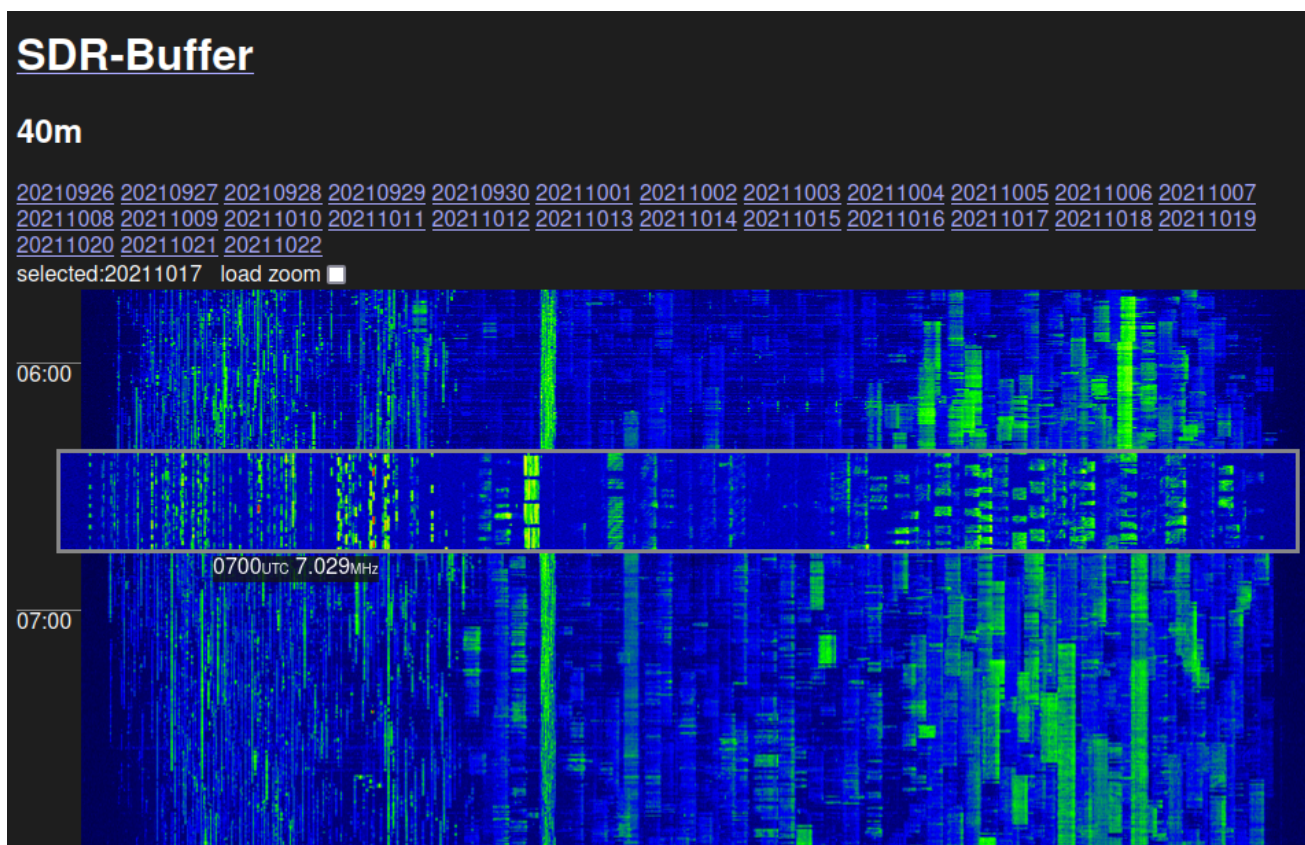 SDR-Buffer
40m
20210926 20210927 20210928 20210929 20210930 20211001 20211002 20211003 20211004 20211005 20211006 20211007
20211008 20211009 20211010 20211011 20211012 20211013 20211014 20211015 20211016 20211017 20211018 20211019
20211020 20211021 20211022
selected:20211017 load zoom
06:00
0700UTC 7.029MHz
07:00